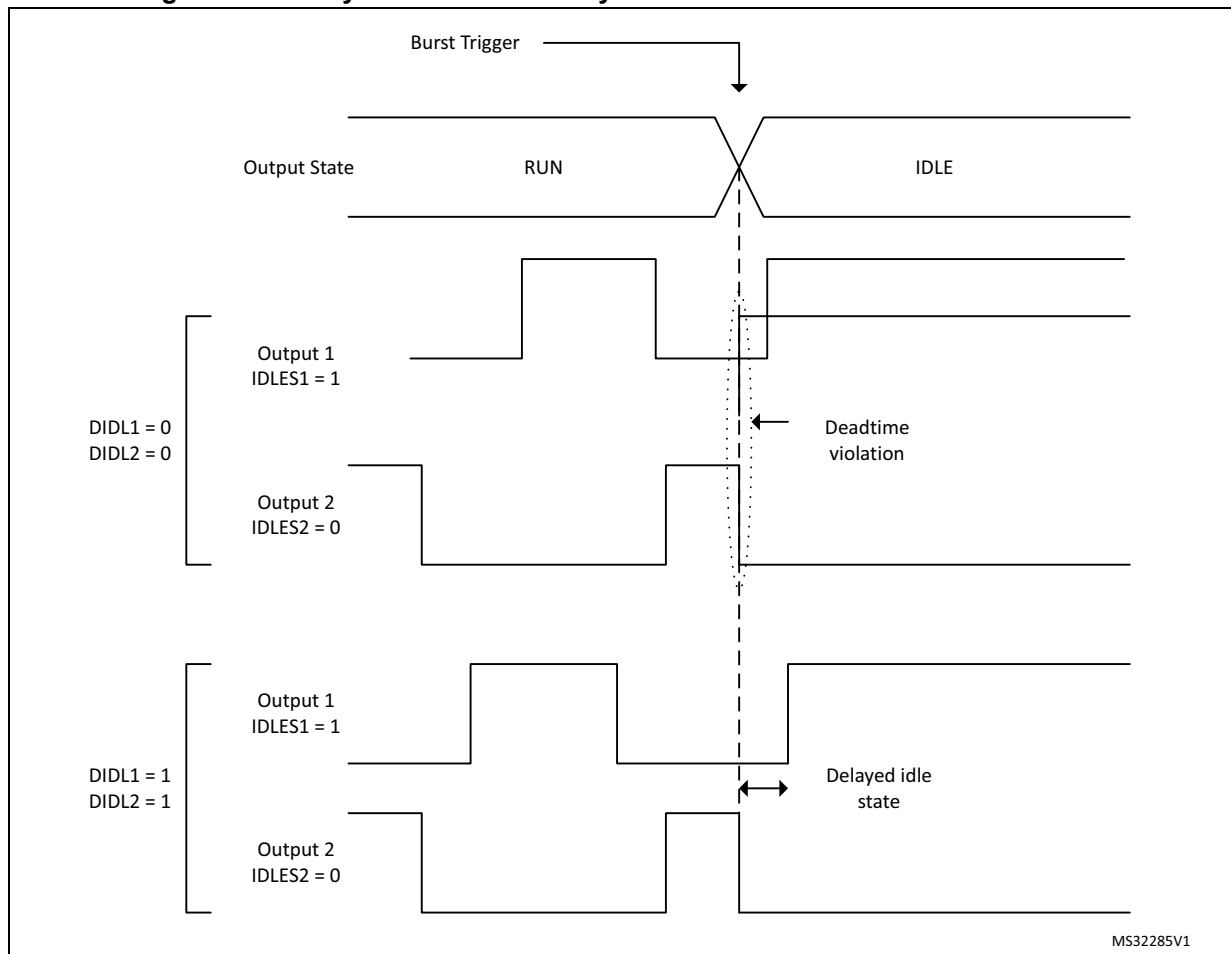 Burst Trigger
Output State
RUN
IDLE
Output 1
IDLES1 = 1
DIDL1 = 0
DIDL2 = 0
Deadtime
violation
Output 2
IDLES2 = 0
Output 1
IDLES1 = 1
DIDL1 = 1
DIDL2 = 1
Delayed idle
state
Output 2
IDLES2 = 0
MS32285V1